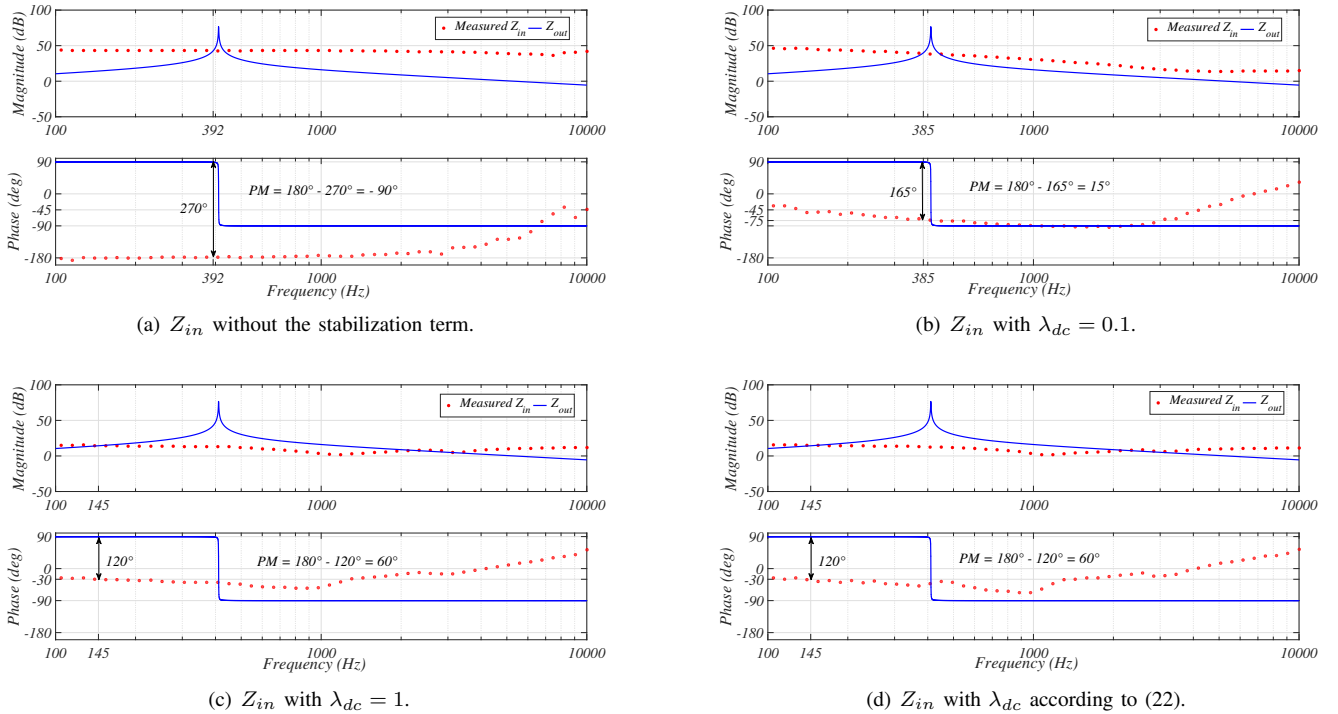 Magnitude (dB)
100
50
0
-50
Measured Z_in
Z_out
100
392
1000
10000
Phase (deg)
90
0
-45
-90
-180
270°
PM = 180° - 270° = - 90°
100
392
1000
10000
Frequency (Hz)
(a) Z_in without the stabilization term.
Magnitude (dB)
100
50
0
-50
Measured Z_in
Z_out
100
385
1000
10000
Phase (deg)
90
0
-45
-75
-90
-180
165°
PM = 180° - 165° = 15°
100
385
1000
10000
Frequency (Hz)
(b) Z_in with λ_dc = 0.1.
Magnitude (dB)
100
50
0
-50
Measured Z_in
Z_out
100
145
1000
10000
Phase (deg)
90
0
-30
-90
-180
120°
PM = 180° - 120° = 60°
100
145
1000
10000
Frequency (Hz)
(c) Z_in with λ_dc = 1.
Magnitude (dB)
100
50
0
-50
Measured Z_in
Z_out
100
145
1000
10000
Phase (deg)
90
0
-30
-90
-180
120°
PM = 180° - 120° = 60°
100
145
1000
10000
Frequency (Hz)
(d) Z_in with λ_dc according to (22).